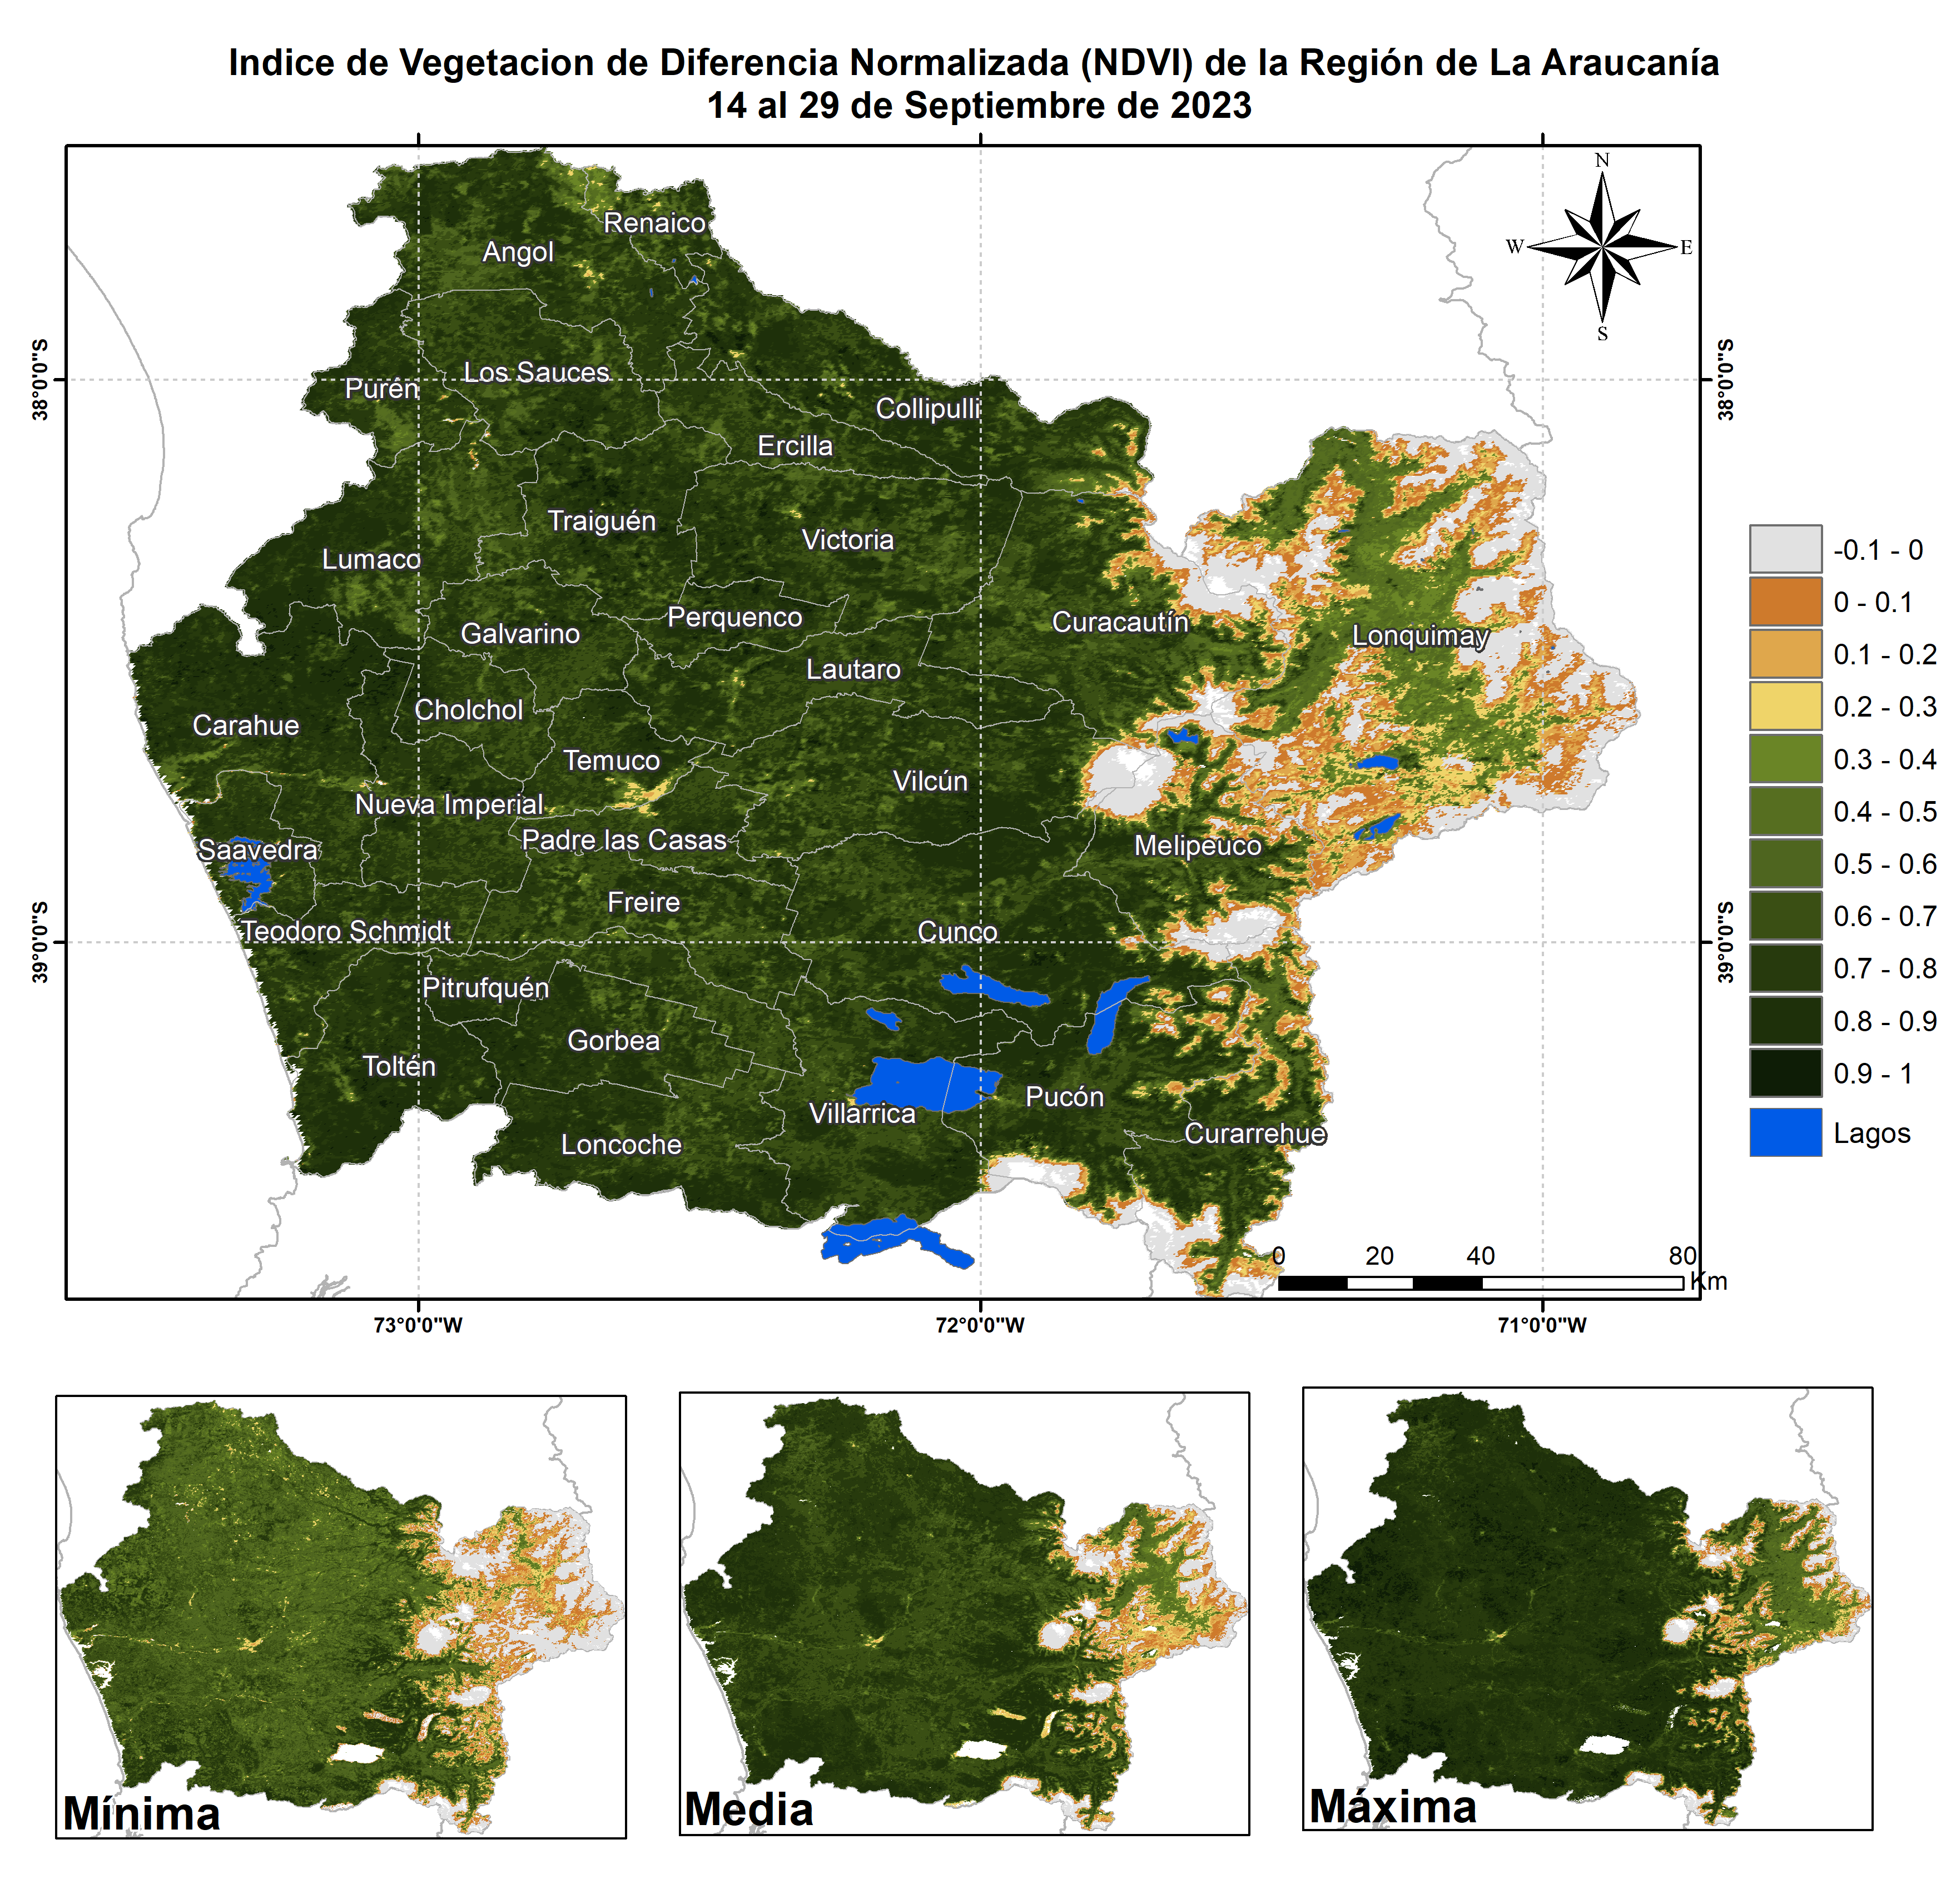 Indice de Vegetacion de Diferencia Normalizada (NDVI) de la Región de La Araucanía
14 al 29 de Septiembre de 2023
N
W E
S
Renaico
Angol
38°0'0"S
38°0'0"S
Los Sauces
Purén
Collipulli
Ercilla
Traiguén
Victoria
Lumaco
Perquenco
Curacautín
Galvarino
Lonquimay
Lautaro
Cholchol
Carahue
Temuco
Vilcún
Nueva Imperial
Padre las Casas
Melipeuco
Saavedra
Freire
Teodoro Schmidt
Cunco
39°0'0"S
39°0'0"S
Pitrufquén
Gorbea
Toltén
Pucón
Villarrica
Curarrehue
Loncoche
0 20 40 80
Km
73°0'0"W 72°0'0"W 71°0'0"W
-0.1 - 0
0 - 0.1
0.1 - 0.2
0.2 - 0.3
0.3 - 0.4
0.4 - 0.5
0.5 - 0.6
0.6 - 0.7
0.7 - 0.8
0.8 - 0.9
0.9 - 1
Lagos
Mínima
Media
Máxima